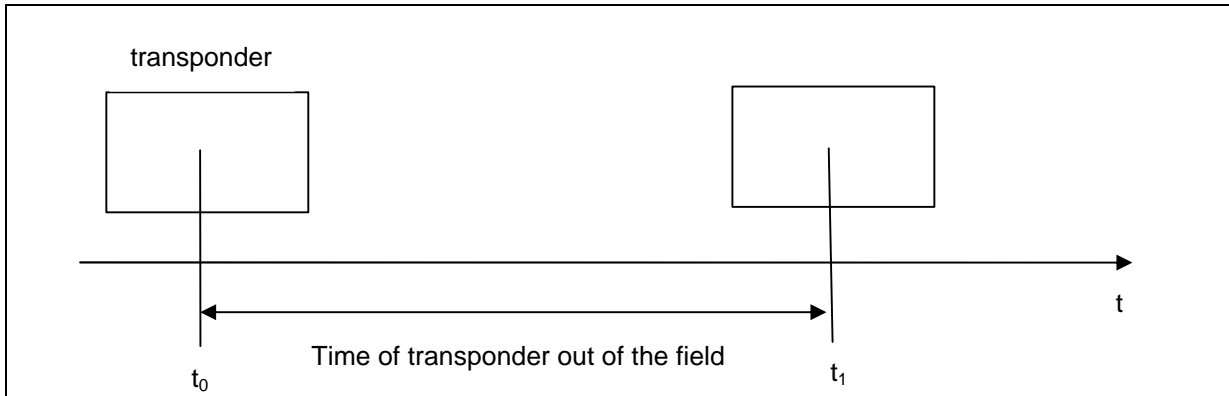 transponder
t
Time of transponder out of the field
t₀
t₁